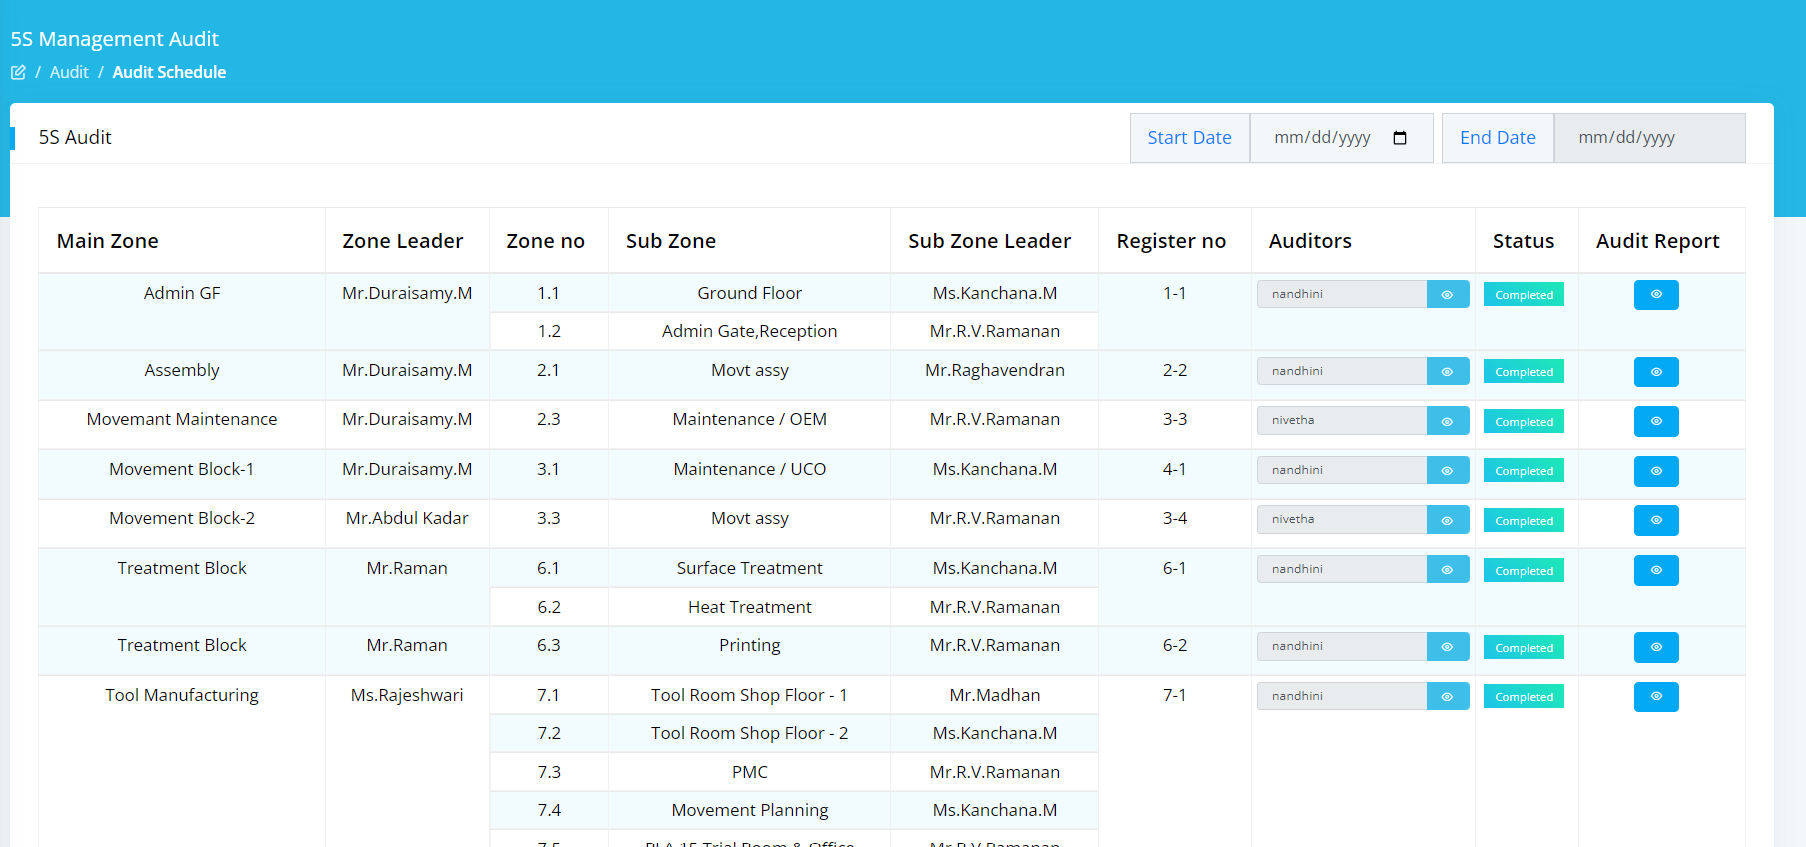 5S Management Audit
/ Audit / Audit Schedule
5S Audit Start Date mm/dd/yyyy End Date mm/dd/yyyy
Main Zone Zone Leader Zone no Sub Zone Sub Zone Leader Register no Auditors Status Audit Report
Admin GF Mr.Duraisamy.M 1.1 Ground Floor Ms.Kanchana.M 1-1 nandhini Completed
1.2 Admin Gate,Reception Mr.R.V.Ramanan
Assembly Mr.Duraisamy.M 2.1 Movt assy Mr.Raghavendran 2-2 nandhini Completed
Movemant Maintenance Mr.Duraisamy.M 2.3 Maintenance / OEM Mr.R.V.Ramanan 3-3 nivetha Completed
Movement Block-1 Mr.Duraisamy.M 3.1 Maintenance / UCO Ms.Kanchana.M 4-1 nandhini Completed
Movement Block-2 Mr.Abdul Kadar 3.3 Movt assy Mr.R.V.Ramanan 3-4 nivetha Completed
Treatment Block Mr.Raman 6.1 Surface Treatment Ms.Kanchana.M 6-1 nandhini Completed
6.2 Heat Treatment Mr.R.V.Ramanan
Treatment Block Mr.Raman 6.3 Printing Mr.R.V.Ramanan 6-2 nandhini Completed
Tool Manufacturing Ms.Rajeshwari 7.1 Tool Room Shop Floor - 1 Mr.Madhan 7-1 nandhini Completed
7.2 Tool Room Shop Floor - 2 Ms.Kanchana.M
7.3 PMC Mr.R.V.Ramanan
7.4 Movement Planning Ms.Kanchana.M
7.5 Trial Room & Office Mr.R.V.Ramanan